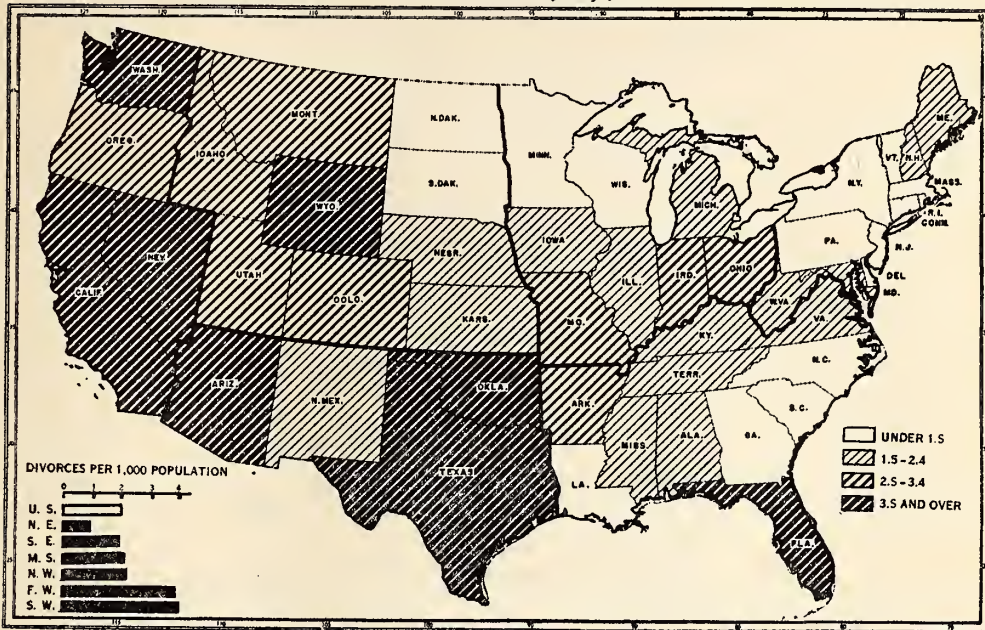 WASH.
MONT.
N.DAK.
MINN.
ME.
OREG.
IDAHO
S.DAK.
WIS.
MICH.
VT.
N.H.
N.Y.
MASS.
R.I.
CONN.
WYO.
NEV.
NEBR.
IOWA
PA.
N.J.
UTAH
COLO.
ILL.
IRD.
OHIO
DEL.
MD.
CALIF.
KANS.
MO.
W.VA.
VA.
KY.
N.C.
ARIZ.
N.MEX.
OKLA.
ARK.
TERR.
S.C.
TEXAS
MISS.
ALA.
GA.
LA.
FLA.
UNDER 1.5
1.5-2.4
2.5-3.4
3.5 AND OVER
DIVORCES PER 1,000 POPULATION
0 1 2 3 4
U. S.
N. E.
S. E.
M. S.
N. W.
F. W.
S. W.